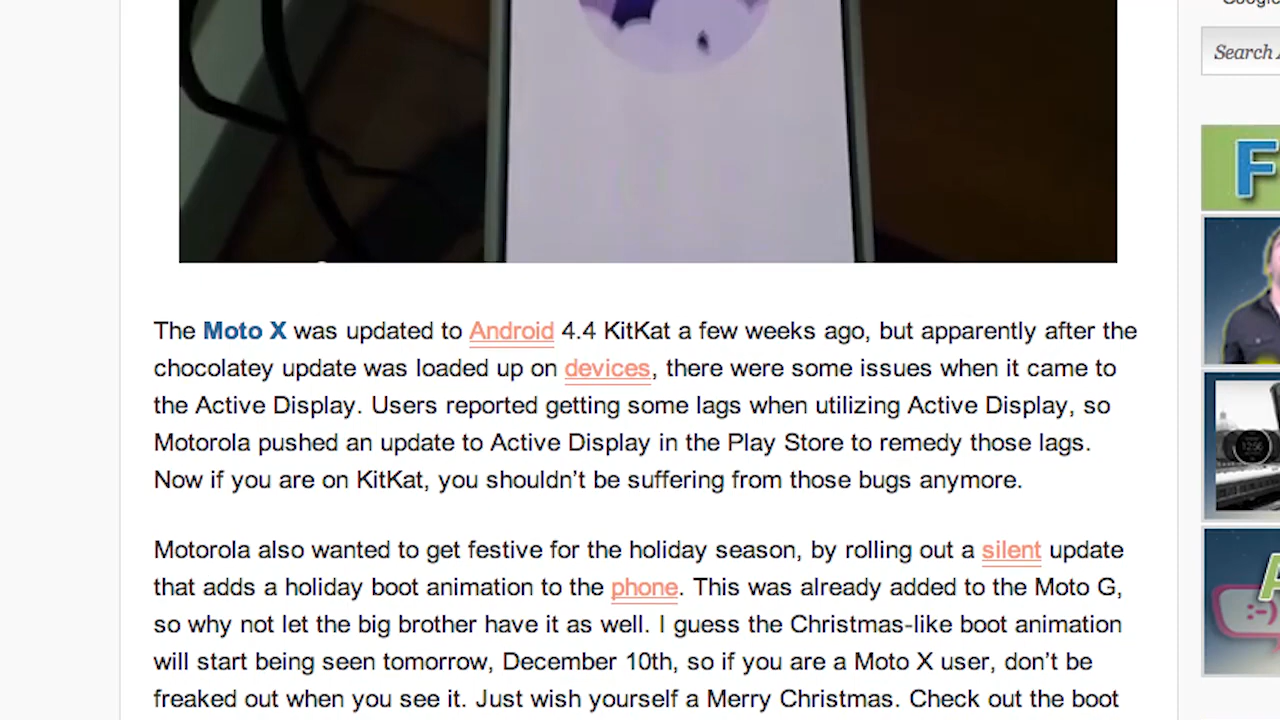 Search
The Moto X was updated to Android 4.4 KitKat a few weeks ago, but apparently after the
chocolatey update was loaded up on devices, there were some issues when it came to
the Active Display. Users reported getting some lags when utilizing Active Display, so
Motorola pushed an update to Active Display in the Play Store to remedy those lags.
Now if you are on KitKat, you shouldn’t be suffering from those bugs anymore.
Motorola also wanted to get festive for the holiday season, by rolling out a silent update
that adds a holiday boot animation to the phone. This was already added to the Moto G,
so why not let the big brother have it as well. I guess the Christmas-like boot animation
will start being seen tomorrow, December 10th, so if you are a Moto X user, don’t be
freaked out when you see it. Just wish yourself a Merry Christmas. Check out the boot